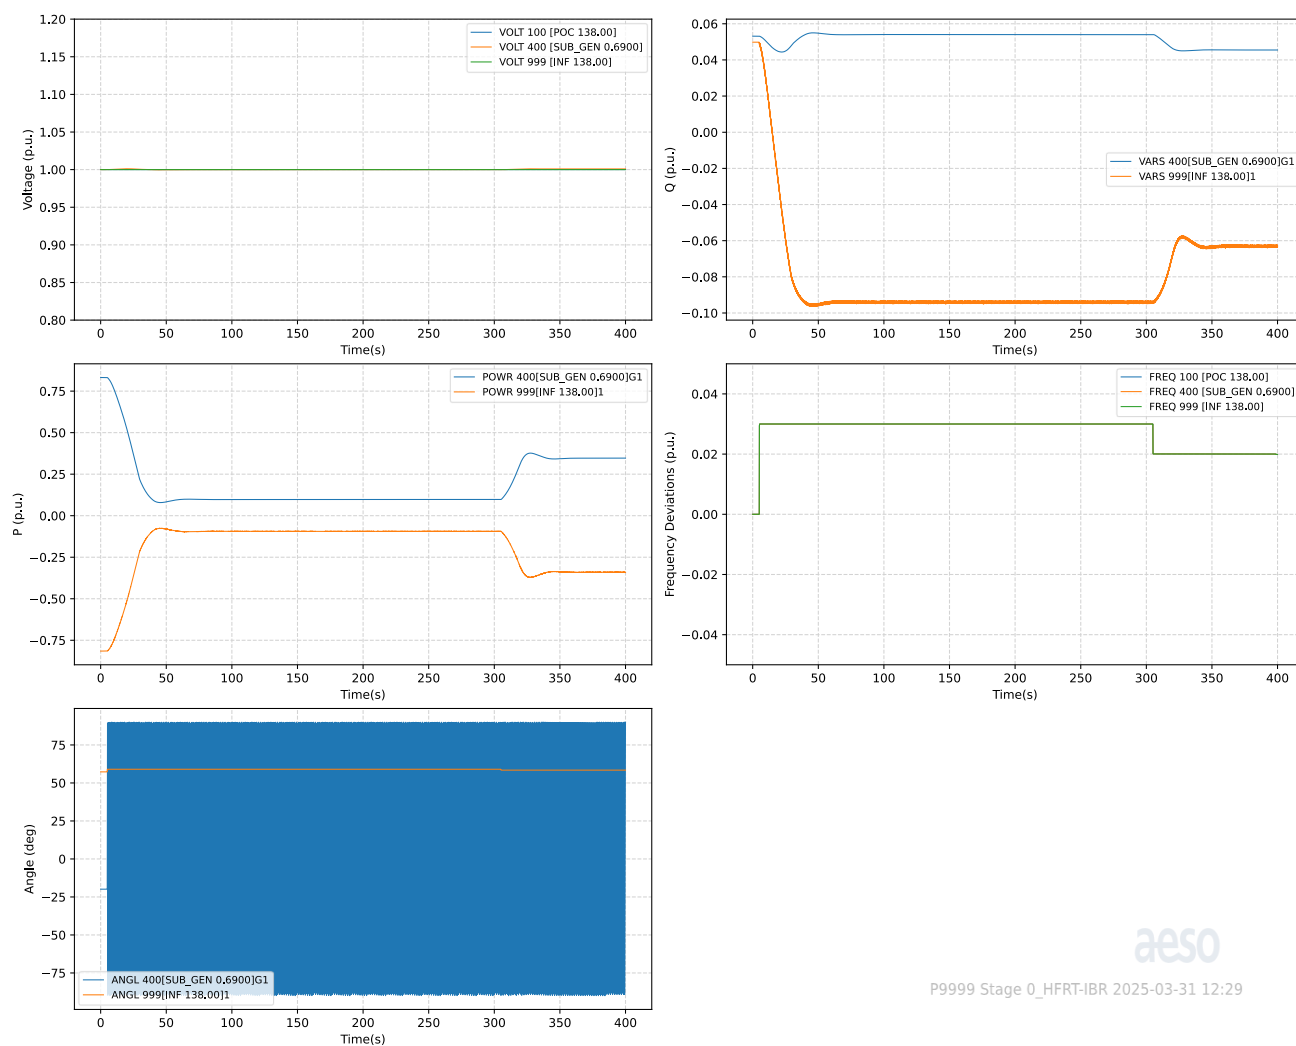 1.20
1.15
1.10
1.05
1.00
0.95
0.90
0.85
0.80
Voltage (p.u.)
VOLT 100 [POC 138.00]
VOLT 400 [SUB_GEN 0.6900]
VOLT 999 [INF 138.00]
0 50 100 150 200 250 300 350 400
Time(s)
0.06
0.04
0.02
0.00
−0.02
−0.04
−0.06
−0.08
−0.10
Q (p.u.)
VARS 400[SUB_GEN 0.6900]G1
VARS 999[INF 138.00]1
0 50 100 150 200 250 300 350 400
Time(s)
0.75
0.50
0.25
0.00
−0.25
−0.50
−0.75
P (p.u.)
POWR 400[SUB_GEN 0.6900]G1
POWR 999[INF 138.00]1
0 50 100 150 200 250 300 350 400
Time(s)
0.04
0.02
0.00
−0.02
−0.04
Frequency Deviations (p.u.)
FREQ 100 [POC 138.00]
FREQ 400 [SUB_GEN 0.6900]
FREQ 999 [INF 138.00]
0 50 100 150 200 250 300 350 400
Time(s)
75
50
25
0
−25
−50
−75
Angle (deg)
ANGL 400[SUB_GEN 0.6900]G1
ANGL 999[INF 138.00]1
0 50 100 150 200 250 300 350 400
Time(s)
aeso
P9999 Stage 0_HFRT-IBR 2025-03-31 12:29